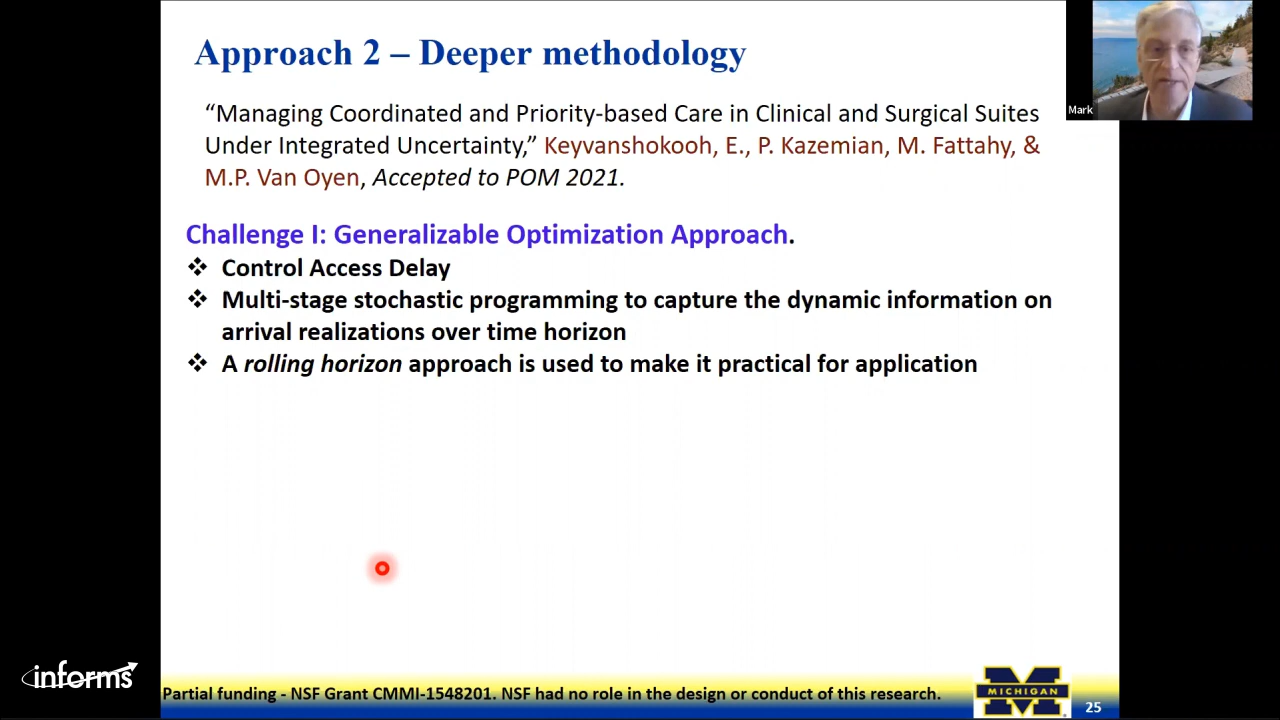 Approach 2 – Deeper methodology
Mark
“Managing Coordinated and Priority-based Care in Clinical and Surgical Suites
Under Integrated Uncertainty,” Keyvanshokooh, E., P. Kazemian, M. Fattahy, &
M.P. Van Oyen, Accepted to POM 2021.
Challenge I: Generalizable Optimization Approach.
❖ Control Access Delay
❖ Multi-stage stochastic programming to capture the dynamic information on
arrival realizations over time horizon
❖ A rolling horizon approach is used to make it practical for application
informs
Partial funding - NSF Grant CMMI-1548201. NSF had no role in the design or conduct of this research.
M
MICHIGAN
25